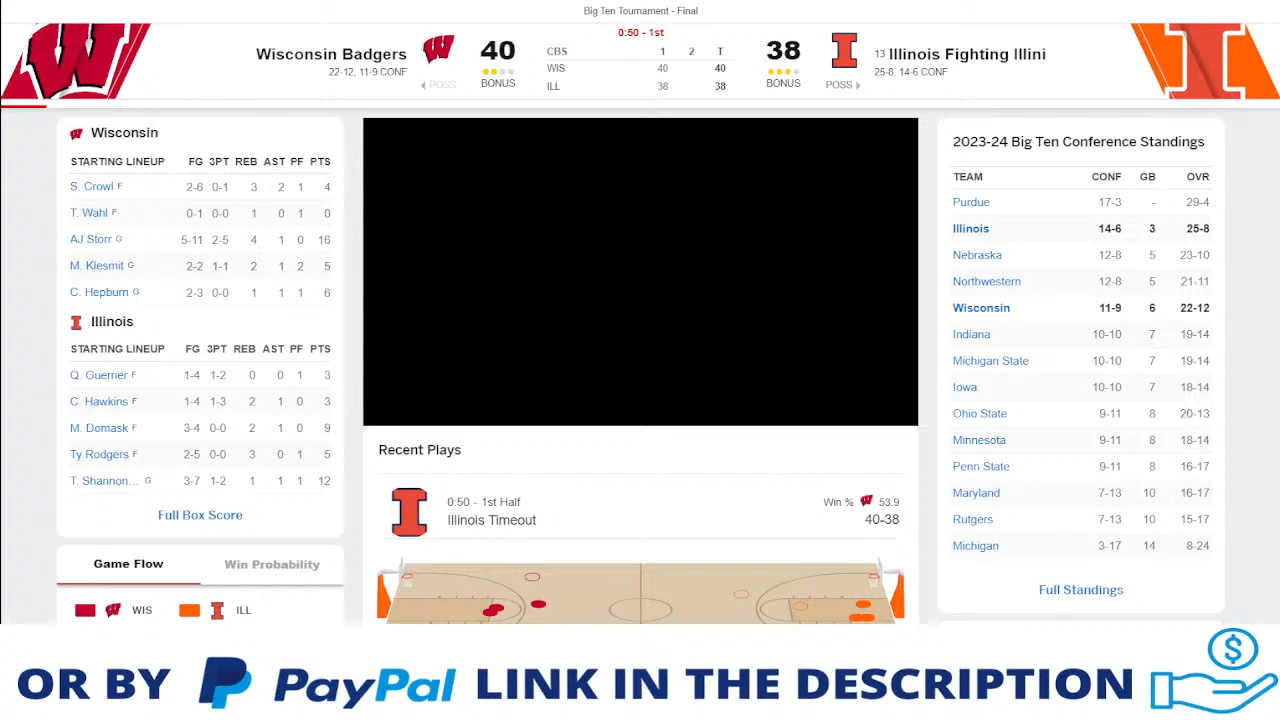 Big Ten Tournament - Final
0:50 - 1st
Wisconsin Badgers
22-12, 11-9 CONF
POSS
40
BONUS
CBS 1 2 T
WIS 40 40
ILL 38 38
38
BONUS
POSS
13 Illinois Fighting Illini
25-8, 14-6 CONF
Wisconsin
STARTING LINEUP FG 3PT REB AST PF PTS
S. Crowl F 2-6 0-1 3 2 1 4
T. Wahl F 0-1 0-0 1 0 1 0
AJ Storr G 5-11 2-5 4 1 0 16
M. Klesmit G 2-2 1-1 2 1 2 5
C. Hepburn G 2-3 0-0 1 1 1 6
Illinois
STARTING LINEUP FG 3PT REB AST PF PTS
Q. Guerrier F 1-4 1-2 0 0 1 3
C. Hawkins F 1-4 1-3 2 1 0 3
M. Domask F 3-4 0-0 2 1 0 9
Ty Rodgers F 2-5 0-0 3 0 1 5
T. Shannon... G 3-7 1-2 1 1 1 12
Full Box Score
Game Flow Win Probability
WIS ILL
Recent Plays
0:50 - 1st Half
Illinois Timeout
Win % 53.9
40-38
2023-24 Big Ten Conference Standings
TEAM CONF GB OVR
Purdue 17-3 - 29-4
Illinois 14-6 3 25-8
Nebraska 12-8 5 23-10
Northwestern 12-8 5 21-11
Wisconsin 11-9 6 22-12
Indiana 10-10 7 19-14
Michigan State 10-10 7 19-14
Iowa 10-10 7 18-14
Ohio State 9-11 8 20-13
Minnesota 9-11 8 18-14
Penn State 9-11 8 16-17
Maryland 7-13 10 16-17
Rutgers 7-13 10 15-17
Michigan 3-17 14 8-24
Full Standings
OR BY PayPal LINK IN THE DESCRIPTION